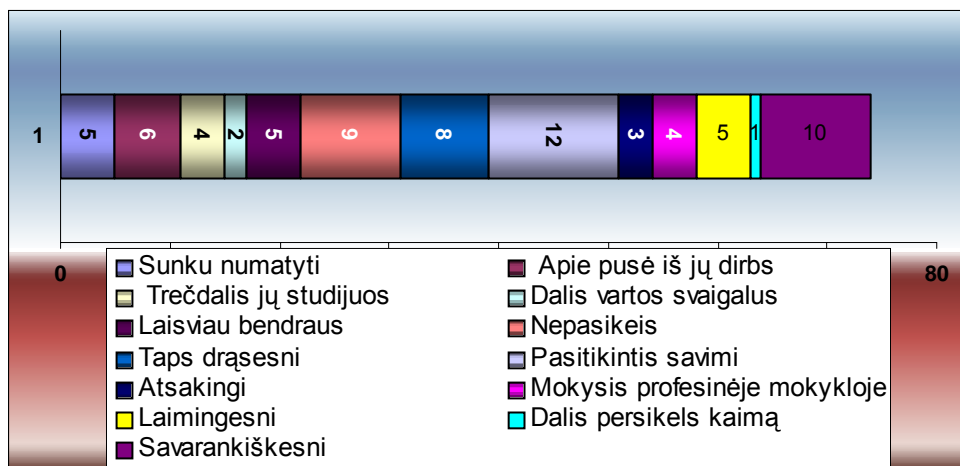 1
5 6 4 2 5 9 8 12 3 4 5 1 10
0 80
Sunku numatyti
Apie pusė iš jų dirbs
Trečdalis jų studijuos
Dalis vartos svaigalus
Laisviau bendraus
Nepasikeis
Taps drąsesni
Pasitikintis savimi
Atsakingi
Mokysis profesinėje mokykloje
Laimingesni
Dalis persikels kaimą
Savarankiškesni